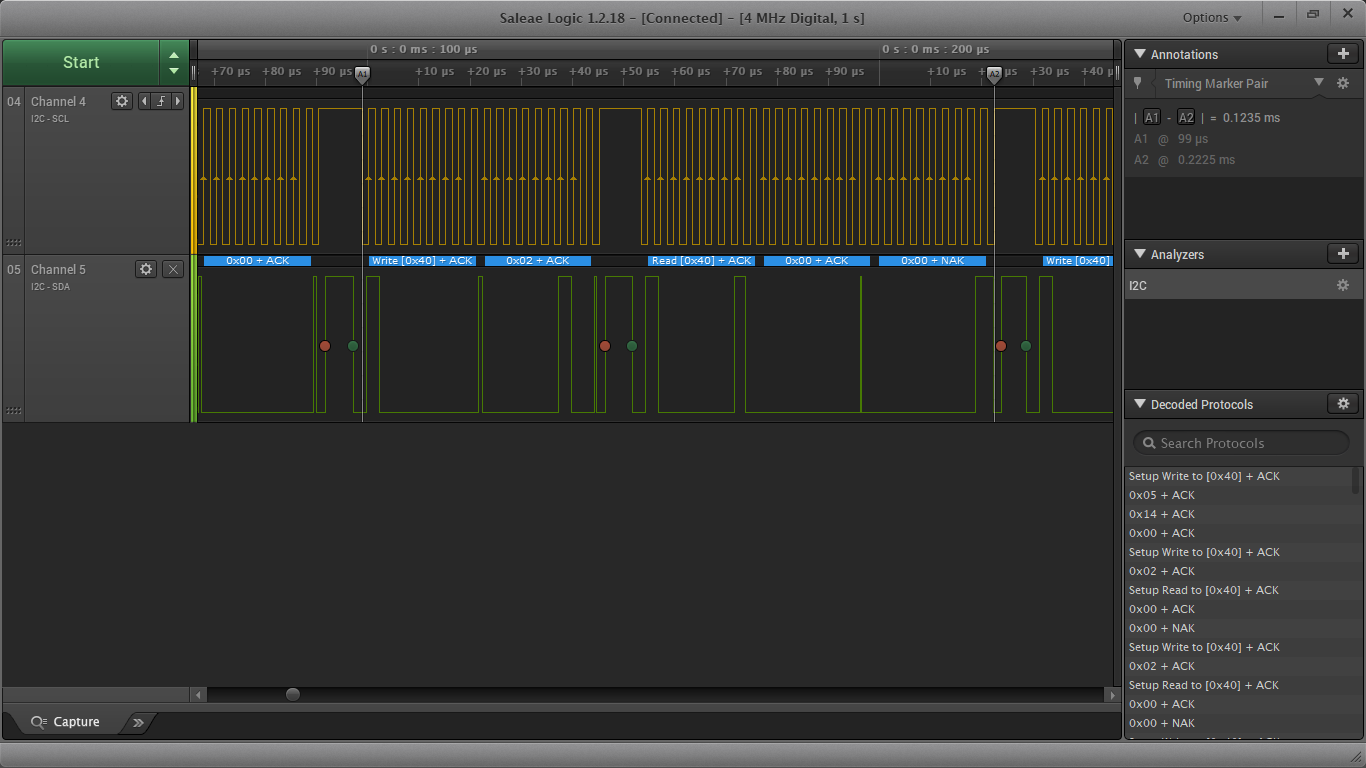 Saleae Logic 1.2.18 - [Connected] - [4 MHz Digital, 1 s]
Options
Start
0 s : 0 ms : 100 µs
0 s : 0 ms : 200 µs
+70 µs
+80 µs
+90 µs
A1
+10 µs
+20 µs
+30 µs
+40 µs
+50 µs
+60 µs
+70 µs
+80 µs
+90 µs
+10 µs
A2
+30 µs
+40 µ
04
Channel 4
I2C - SCL
0x00 + ACK
Write [0x40] + ACK
0x02 + ACK
Read [0x40] + ACK
0x00 + ACK
0x00 + NAK
Write [0x40]
05
Channel 5
I2C - SDA
Capture
Annotations
Timing Marker Pair
| A1 - A2 | = 0.1235 ms
A1 @ 99 µs
A2 @ 0.2225 ms
Analyzers
I2C
Decoded Protocols
Search Protocols
Setup Write to [0x40] + ACK
0x05 + ACK
0x14 + ACK
0x00 + ACK
Setup Write to [0x40] + ACK
0x02 + ACK
Setup Read to [0x40] + ACK
0x00 + ACK
0x00 + NAK
Setup Write to [0x40] + ACK
0x02 + ACK
Setup Read to [0x40] + ACK
0x00 + ACK
0x00 + NAK